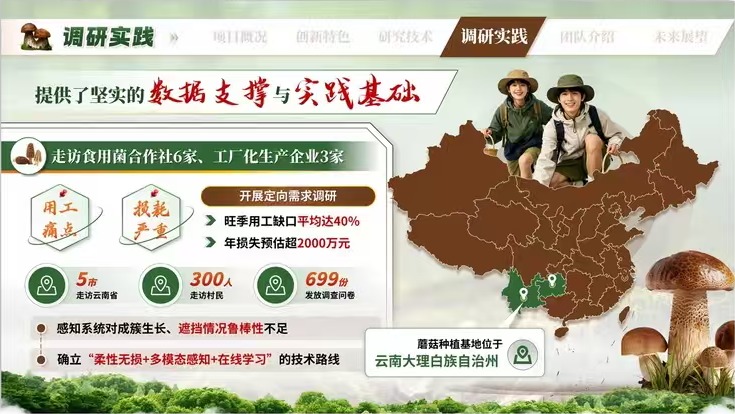 调研实践
项目概况
创新特色
研究技术
调研实践
团队介绍
未来展望
提供了坚实的数据支撑与实践基础
走访食用菌合作社6家、工厂化生产企业3家
用工
痛点
损耗
严重
开展定向需求调研
旺季用工缺口平均达40%
年损失预估超2000万元
5市
走访云南省
300人
走访村民
699份
发放调查问卷
感知系统对成簇生长、遮挡情况鲁棒性不足
确立“柔性无损+多模态感知+在线学习”的技术路线
蘑菇种植基地位于
云南大理白族自治州